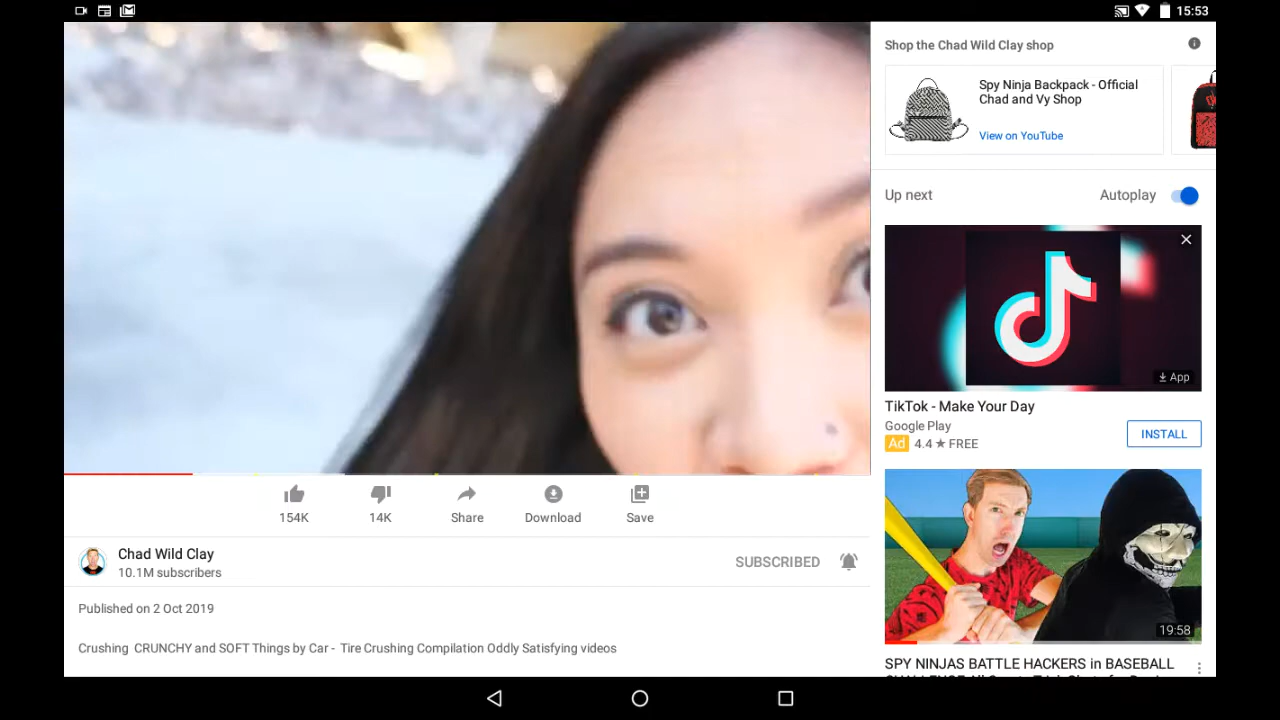 15:53
Shop the Chad Wild Clay shop
Spy Ninja Backpack - Official
Chad and Vy Shop
View on YouTube
Up next
Autoplay
App
TikTok - Make Your Day
Google Play
Ad 4.4 ★ FREE
INSTALL
154K
14K
Share
Download
Save
Chad Wild Clay
10.1M subscribers
SUBSCRIBED
Published on 2 Oct 2019
Crushing CRUNCHY and SOFT Things by Car - Tire Crushing Compilation Oddly Satisfying videos
19:58
SPY NINJAS BATTLE HACKERS in BASEBALL